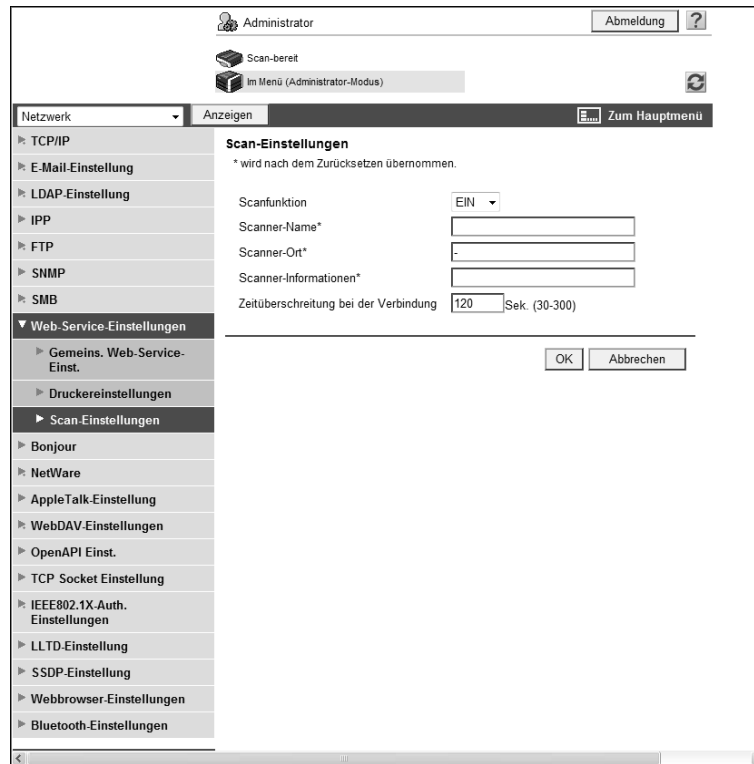 Administrator
Abmeldung
?
Scan-bereit
Im Menü (Administrator-Modus)
Netzwerk
Anzeigen
Zum Hauptmenü
TCP/IP
E-Mail-Einstellung
LDAP-Einstellung
IPP
FTP
SNMP
SMB
Web-Service-Einstellungen
Gemeins. Web-Service-
Einst.
Druckereinstellungen
Scan-Einstellungen
Bonjour
NetWare
AppleTalk-Einstellung
WebDAV-Einstellungen
OpenAPI Einst.
TCP Socket Einstellung
IEEE802.1X-Auth.
Einstellungen
LLTD-Einstellung
SSDP-Einstellung
Webbrowser-Einstellungen
Bluetooth-Einstellungen
Scan-Einstellungen
* wird nach dem Zurücksetzen übernommen.
Scanfunktion EIN
Scanner-Name*
Scanner-Ort* -
Scanner-Informationen*
Zeitüberschreitung bei der Verbindung 120 Sek. (30-300)
OK Abbrechen